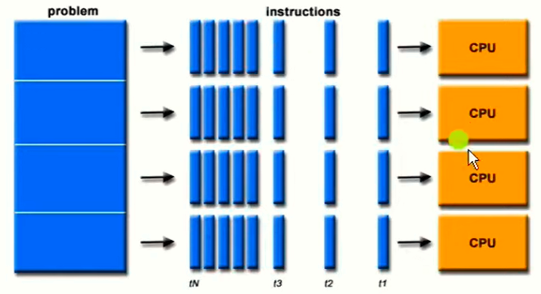 problem
instructions
CPU
CPU
CPU
CPU
tN
t3
t2
t1